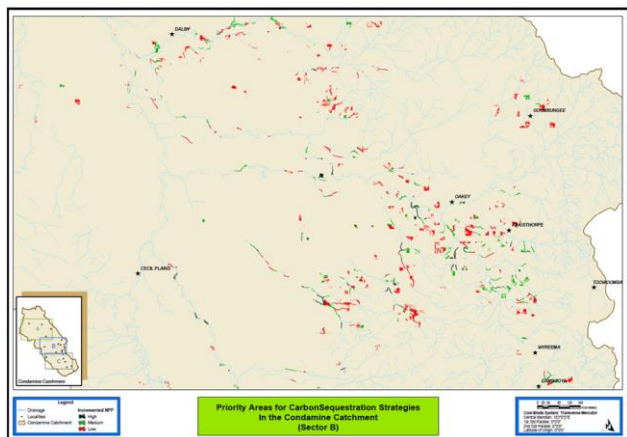 DALBY
GOOMBUNGEE
OAKEY
KINGSTHORPE
CECIL PLAINS
TOOWOOMBA
WYREEMA
CAMBOOYA
B
C
Condamine Catchment
Legend
Drainage
Localities
Condamine Catchment
Incremented NPP
High
Medium
Low
Priority Areas for CarbonSequestration Strategies
In the Condamine Catchment
(Sector B)
Coordinate System: Transverse Mercator